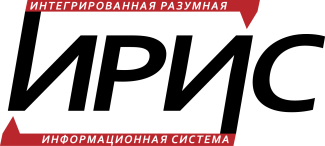 ИНТЕГРИРОВАННАЯ РАЗУМНАЯ
ИРИС
ИНФОРМАЦИОННАЯ СИСТЕМА